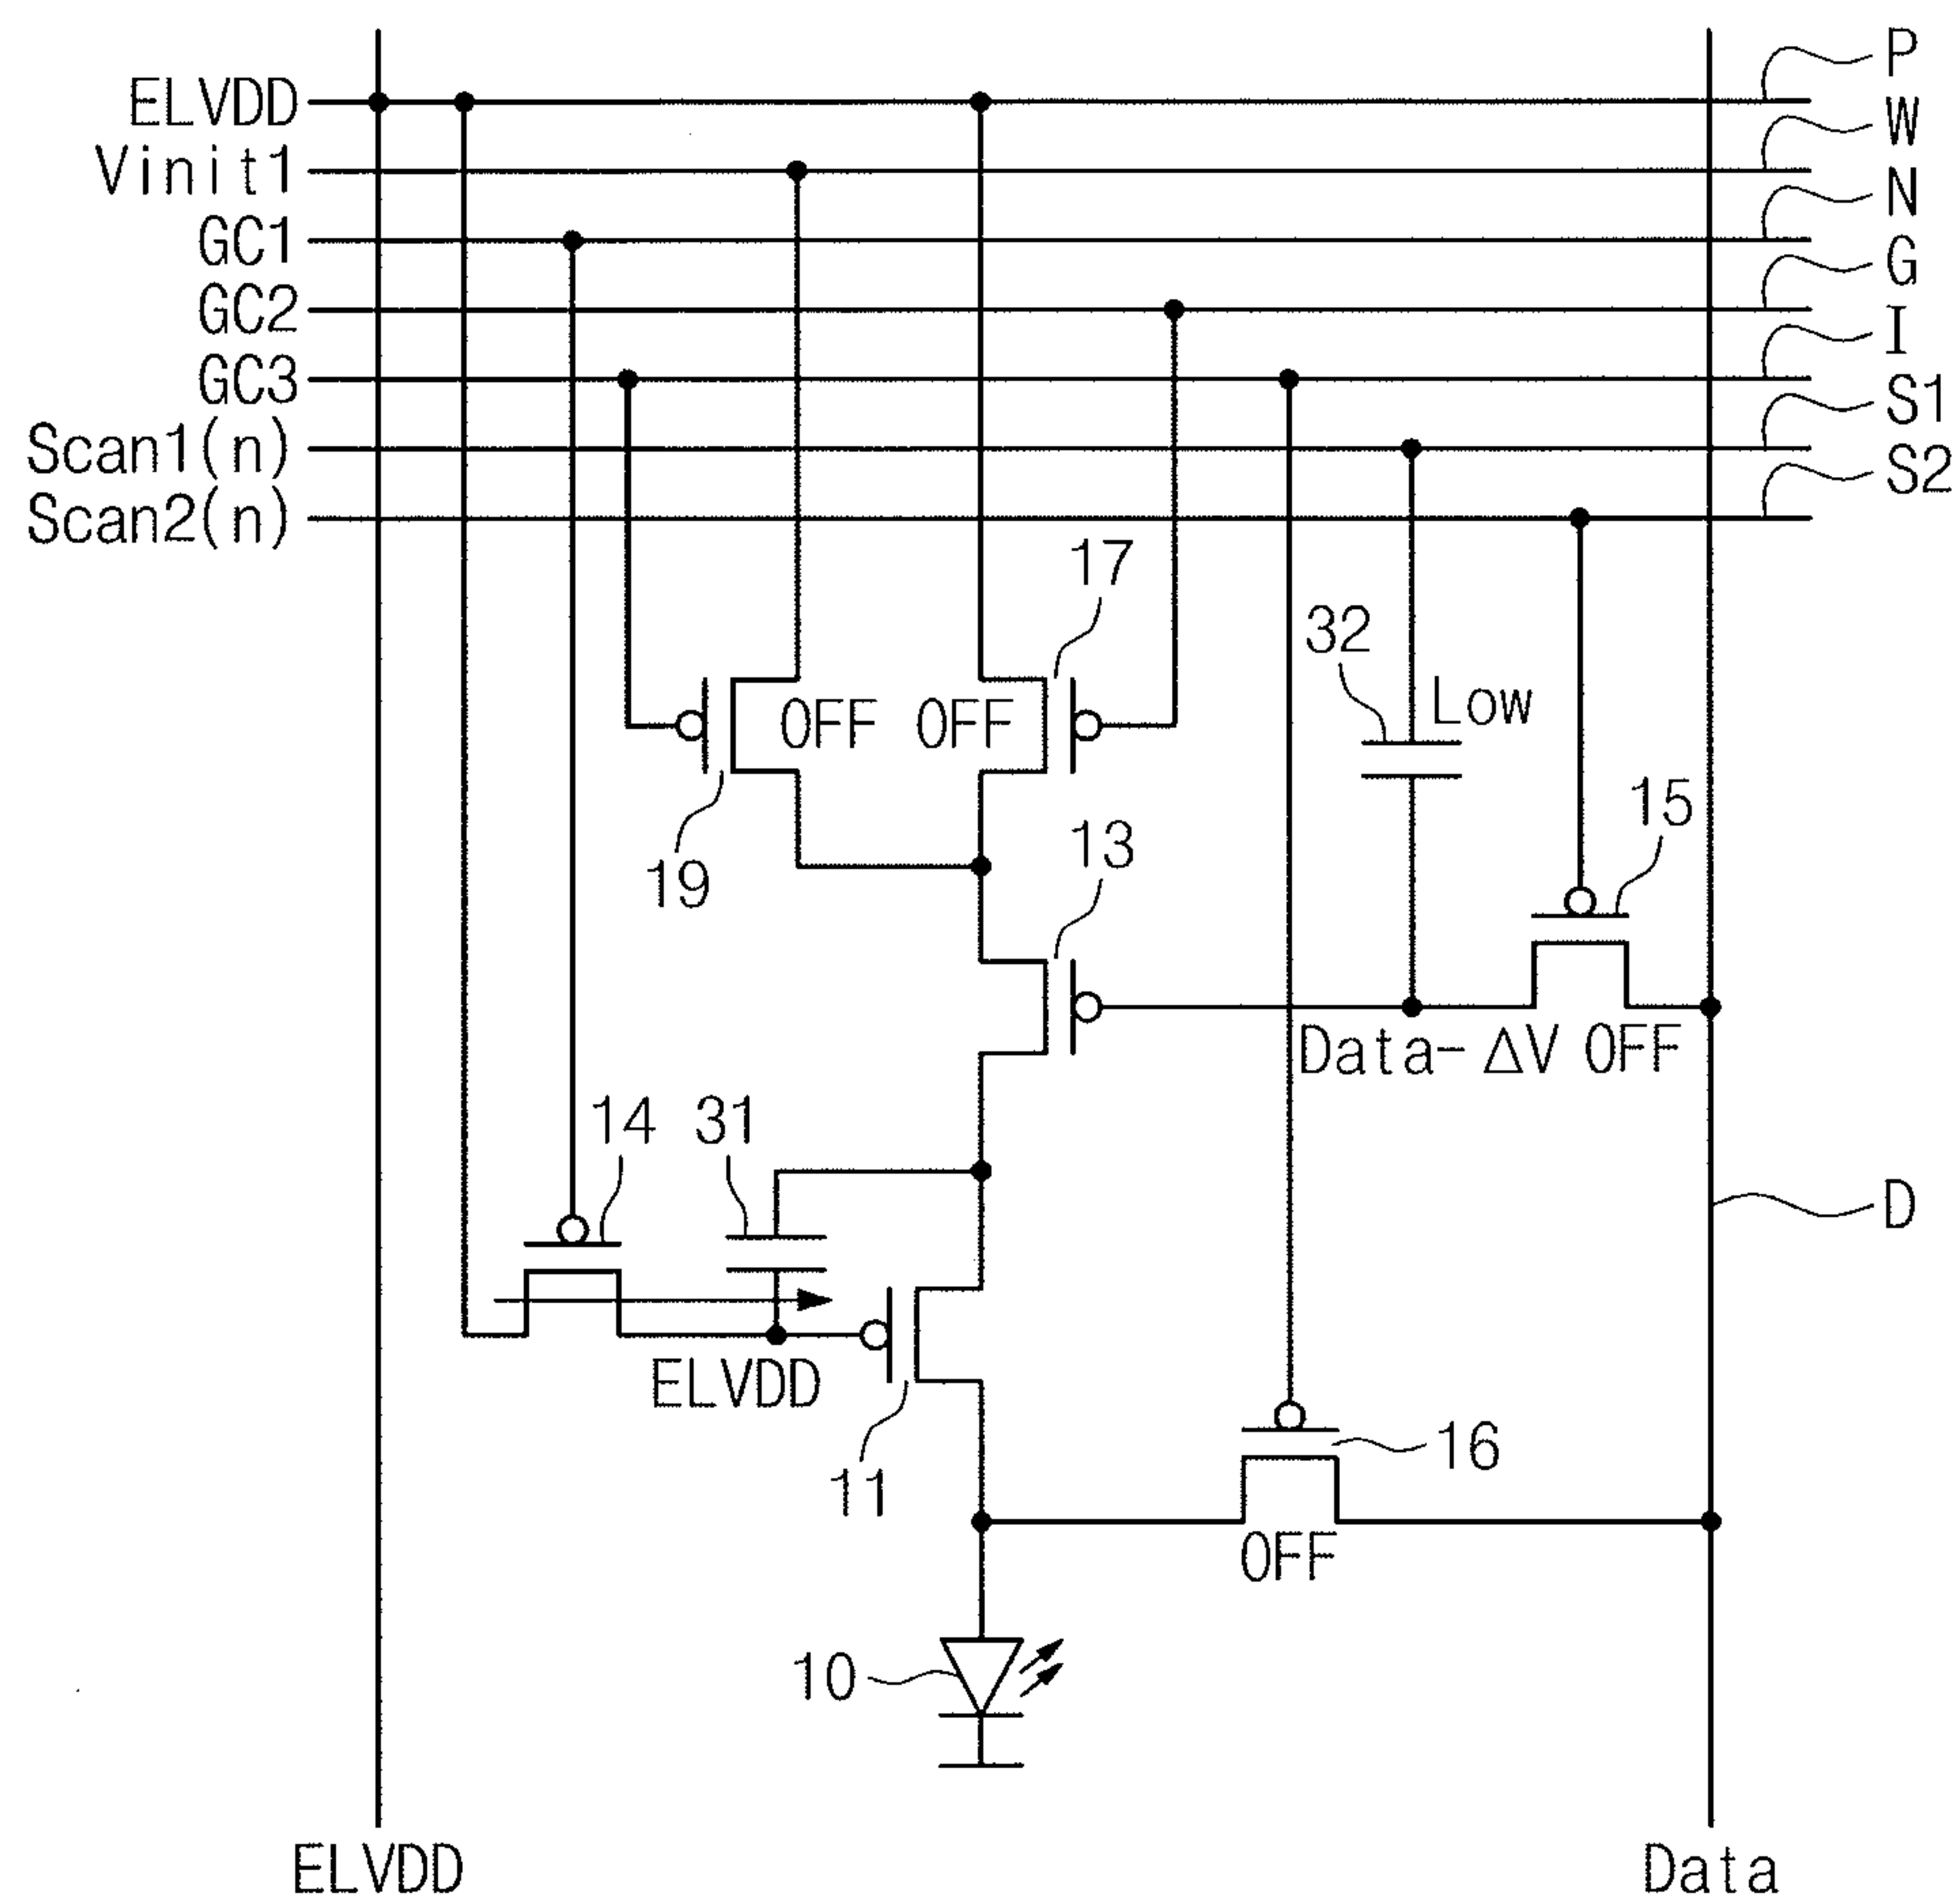 P
ELVDD
W
Vinit1
N
GC1
G
GC2
I
GC3
S1
Scan1(n)
S2
Scan2(n)
17
32
Low
OFF OFF
15
13
19
Data-ΔV OFF
14 31
D
ELVDD
16
11
OFF
10
ELVDD Data